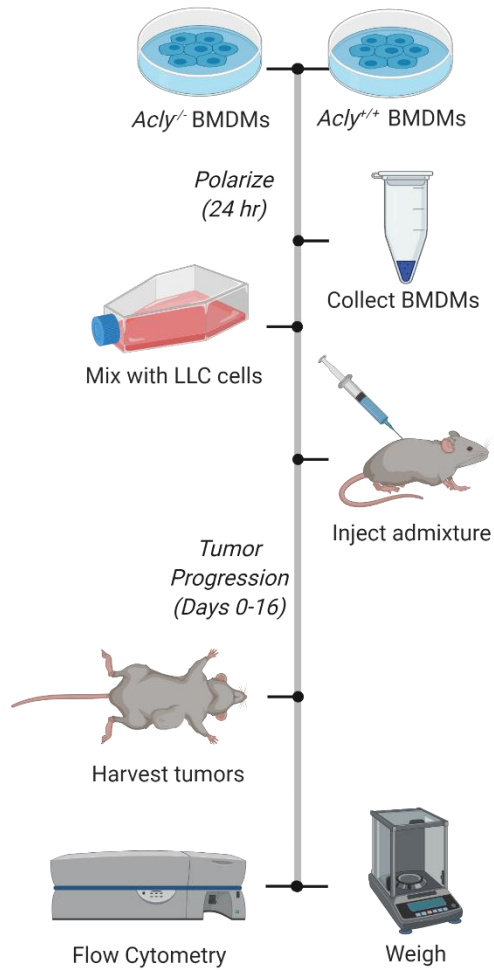 Acly-/- BMDMs
Acly+/+ BMDMs
Polarize
(24 hr)
Collect BMDMs
Mix with LLC cells
Inject admixture
Tumor
Progression
(Days 0-16)
Harvest tumors
Flow Cytometry
Weigh